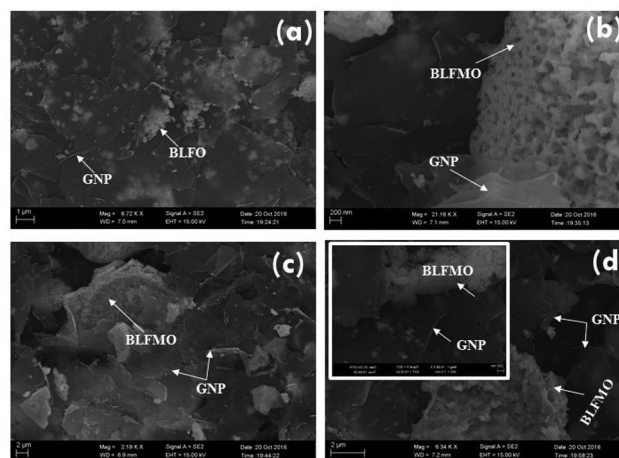 (a)
BLFO
GNP
1 µm
Mag = 6.72 K X
Signal A = SE2
Date :20 Oct 2016
WD = 7.0 mm
EHT = 15.00 kV
Time :19:24:21
(b)
BLFMO
GNP
200 nm
Mag = 21.16 K X
Signal A = SE2
Date :20 Oct 2016
WD = 7.1 mm
EHT = 15.00 kV
Time :19:35:13
(c)
BLFMO
GNP
2 µm
Mag = 2.19 K X
Signal A = SE2
Date :20 Oct 2016
WD = 6.9 mm
EHT = 15.00 kV
Time :19:44:22
(d)
BLFMO
GNP
GNP
BLFMO
2 µm
Mag = 6.34 K X
Signal A = SE2
Date :20 Oct 2016
WD = 7.2 mm
EHT = 15.00 kV
Time :19:58:23